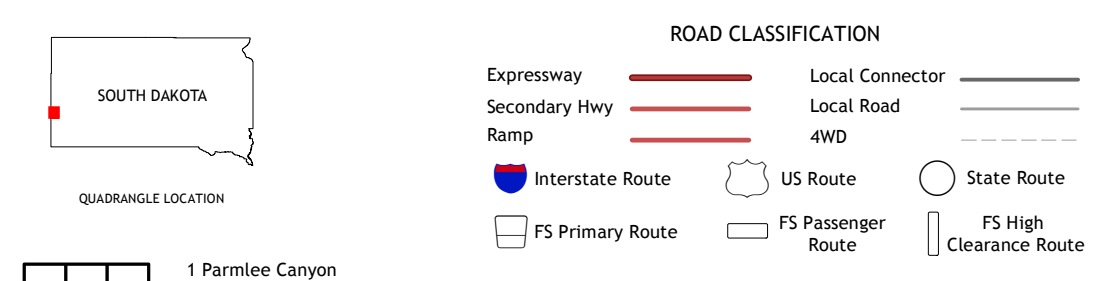 SOUTH DAKOTA
QUADRANGLE LOCATION
1 Parmlee Canyon
ROAD CLASSIFICATION
Expressway
Local Connector
Secondary Hwy
Local Road
Ramp
4WD
Interstate Route
US Route
State Route
FS Primary Route
FS Passenger
Route
FS High
Clearance Route